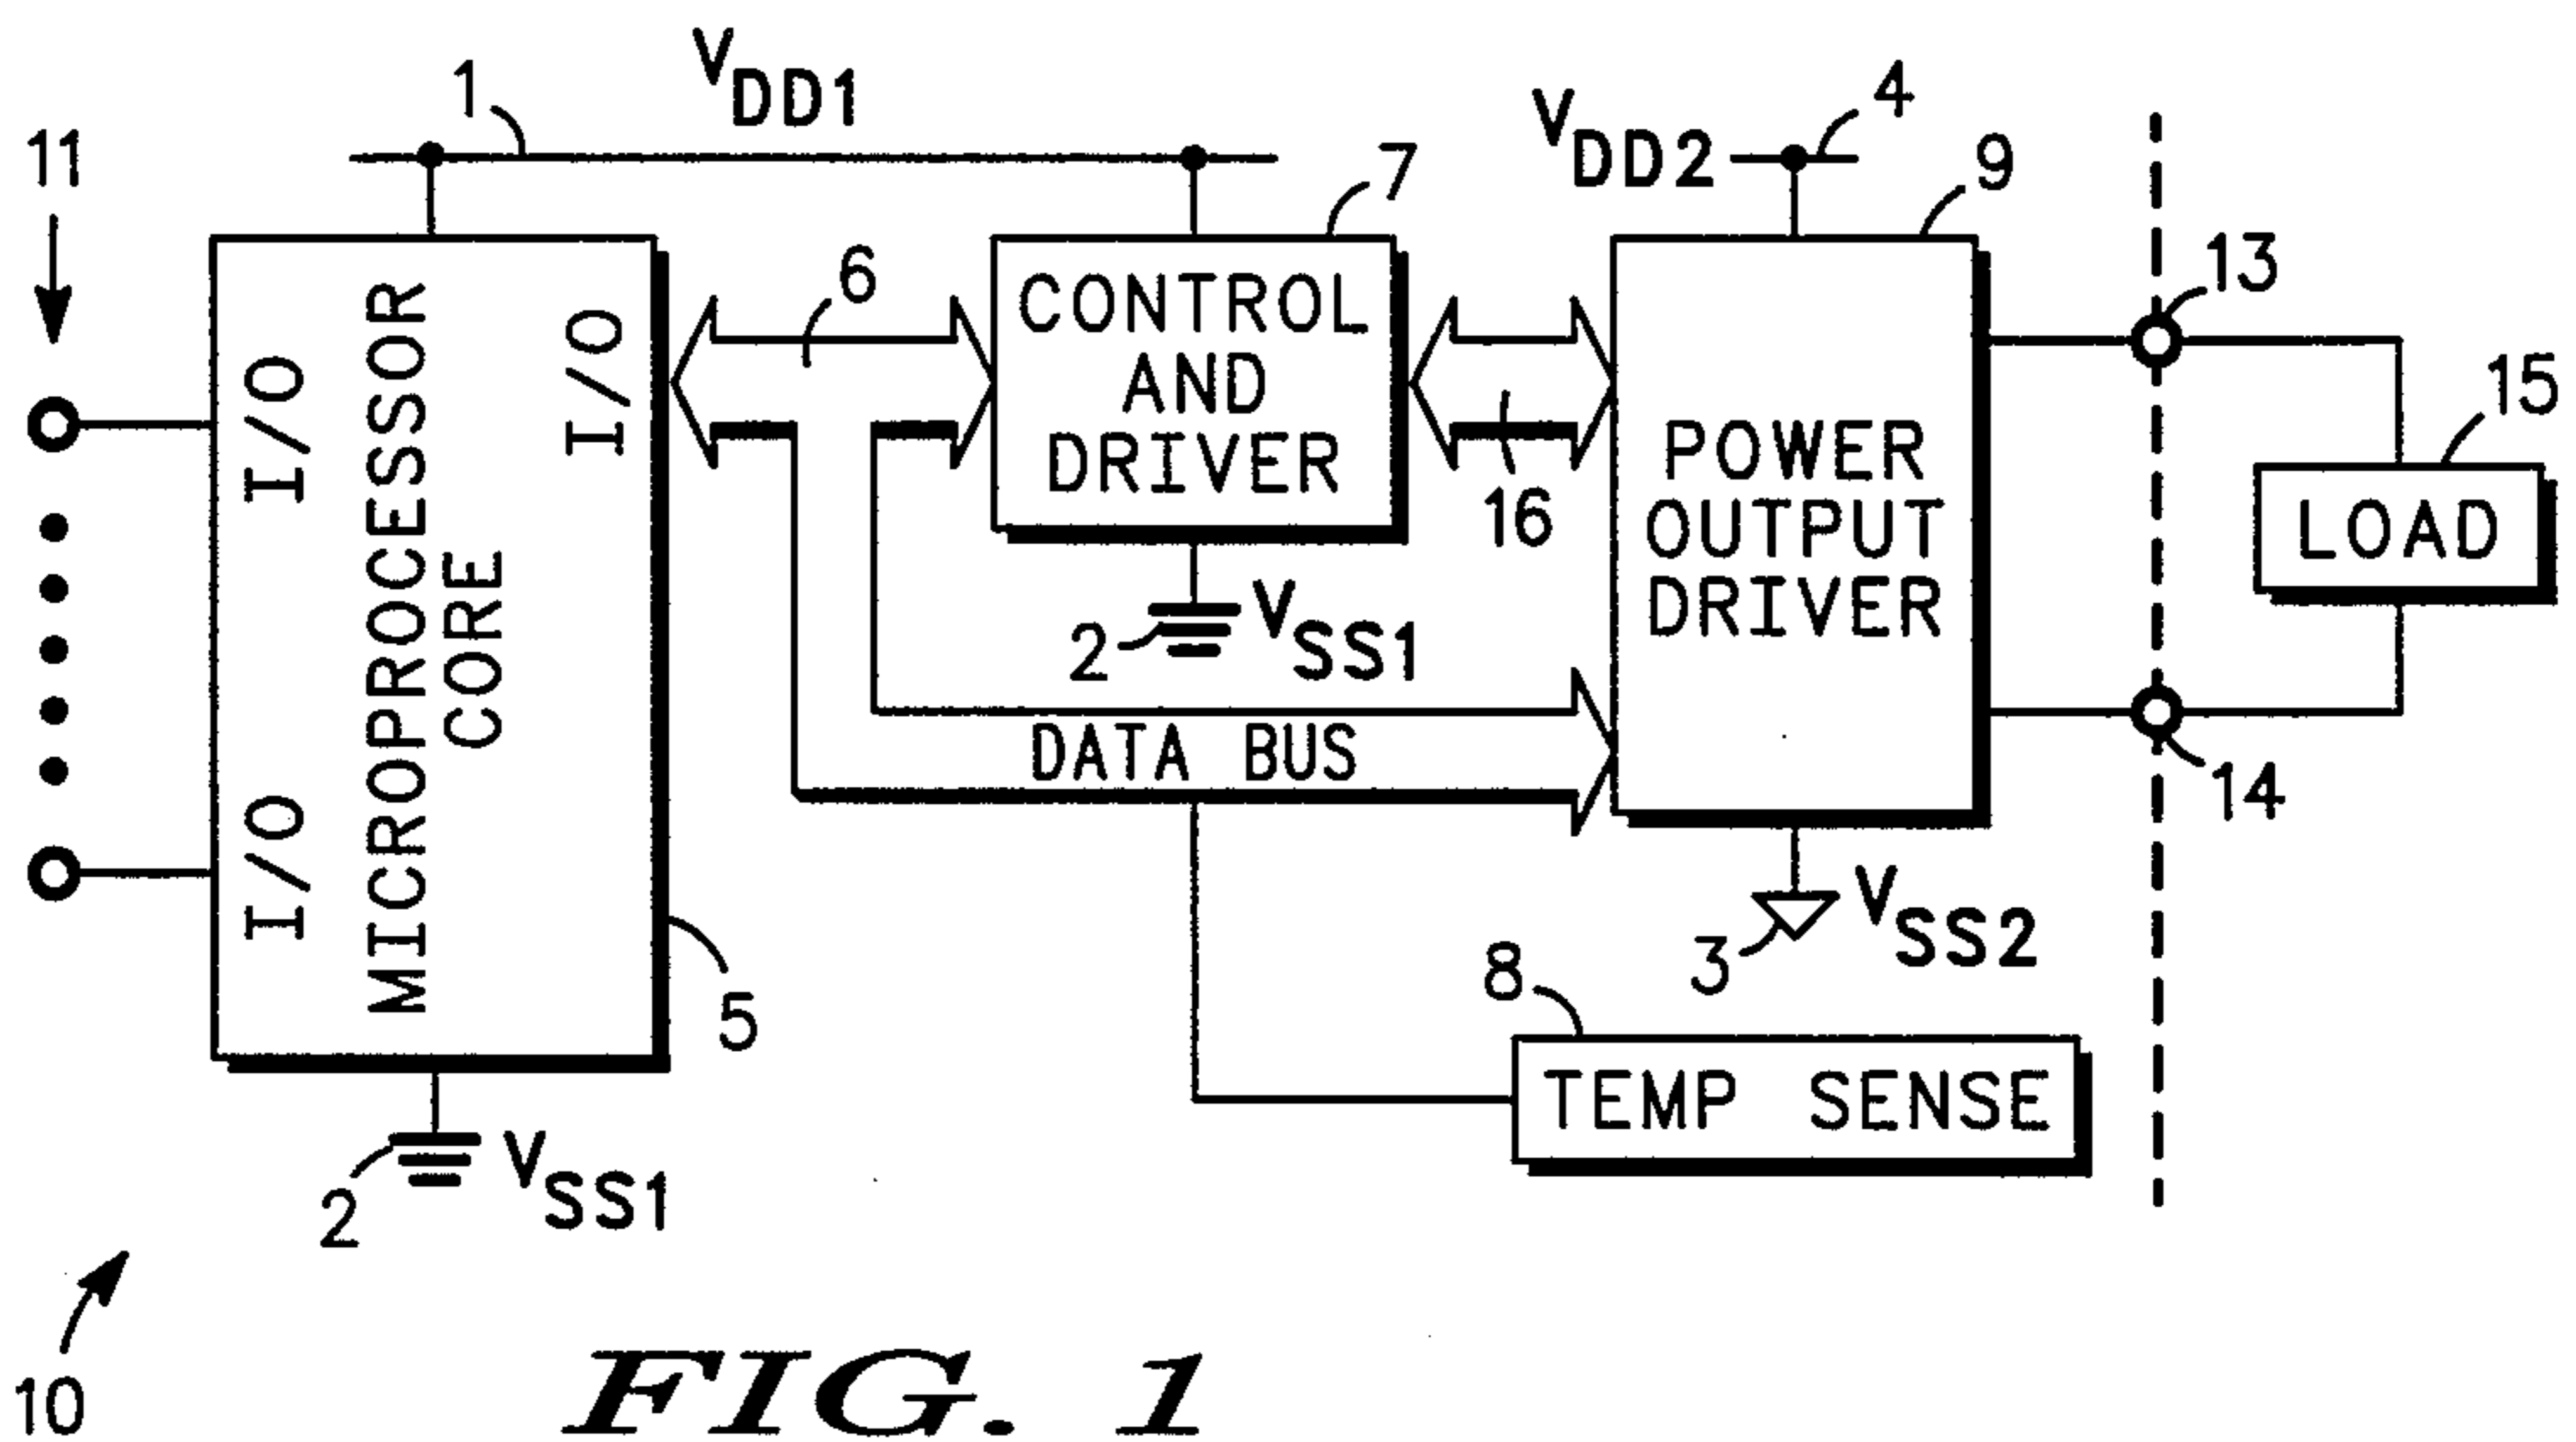 V DD1
1
V DD2
4
11
7
9
6
13
CONTROL
AND
DRIVER
I/O
I/O
MICROPROCESSOR
CORE
I/O
15
16
POWER
OUTPUT
DRIVER
LOAD
2
V SS1
DATA BUS
14
V SS2
3
8
5
TEMP SENSE
2
V SS1
10
FIG. 1